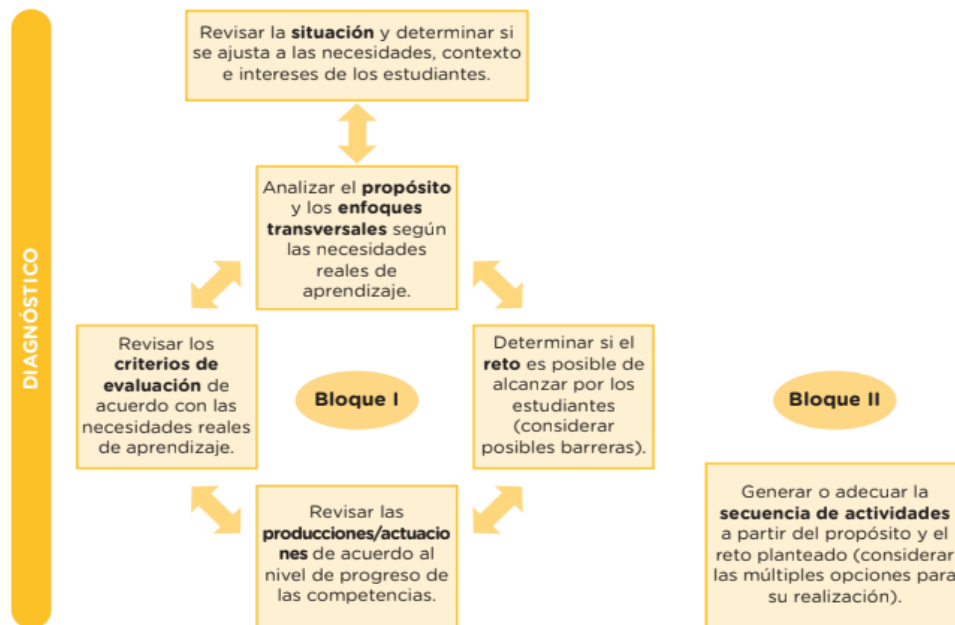 DIAGNÓSTICO
Revisar la situación y determinar si
se ajusta a las necesidades, contexto
e intereses de los estudiantes.
Analizar el propósito
y los enfoques
transversales según
las necesidades
reales de
aprendizaje.
Revisar los
criterios de
evaluación de
acuerdo con las
necesidades reales
de aprendizaje.
Bloque I
Determinar si el
reto es posible de
alcanzar por los
estudiantes
(considerar
posibles barreras).
Revisar las
producciones/actuacio
nes de acuerdo al
nivel de progreso de
las competencias.
Bloque II
Generar o adecuar la
secuencia de actividades
a partir del propósito y el
reto planteado (considerar
las múltiples opciones para
su realización).